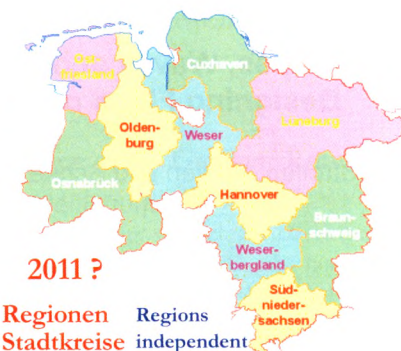 Cuxhaven
Ost-
friesland
Lüneburg
Olden-
burg
Weser
Osnabrück
Hannover
Braun-
schweig
Weser-
bergland
2011 ?
Süd-
nieder-
sachsen
Regionen Regions
Stadtkreise independent